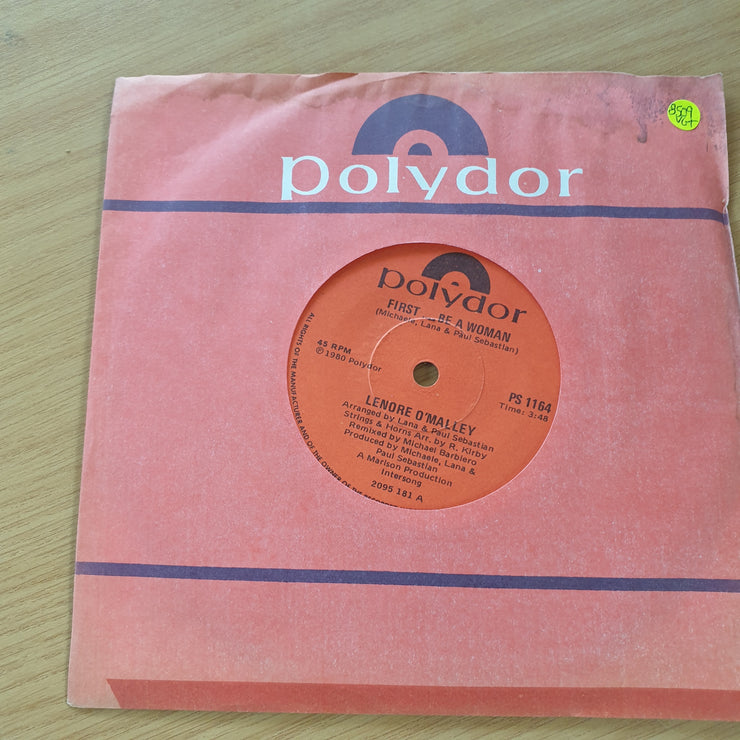 8599
VG+
polydor
polydor
FIRST BE A WOMAN
(Michaele, Lana & Paul Sebastian)
45 RPM
℗ 1980 Polydor
PS 1164
Time: 3:48
LENORE O'MALLEY
Arranged by Lana & Paul Sebastian
Strings & Horns Arr. by R. Kirby
Remixed by Michael Barbiero
Produced by Michaele, Lana &
Paul Sebastian
A Marlson Production
Intersong
2095 181 A
ALL RIGHTS OF THE MANUFACTURER AND OF THE OWNER OF THE